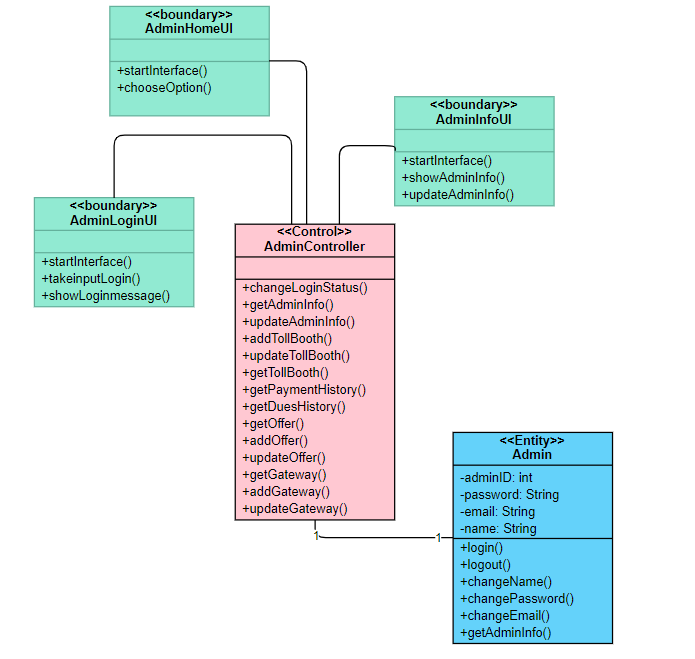 <<boundary>>
AdminHomeUI
+startInterface()
+chooseOption()
<<boundary>>
AdminInfoUI
+startInterface()
+showAdminInfo()
+updateAdminInfo()
<<boundary>>
AdminLoginUI
+startInterface()
+takeinputLogin()
+showLoginmessage()
<<Control>>
AdminController
+changeLoginStatus()
+getAdminInfo()
+updateAdminInfo()
+addTollBooth()
+updateTollBooth()
+getTollBooth()
+getPaymentHistory()
+getDuesHistory()
+getOffer()
+addOffer()
+updateOffer()
+getGateway()
+addGateway()
+updateGateway()
1
1
<<Entity>>
Admin
-adminID: int
-password: String
-email: String
-name: String
+login()
+logout()
+changeName()
+changePassword()
+changeEmail()
+getAdminInfo()